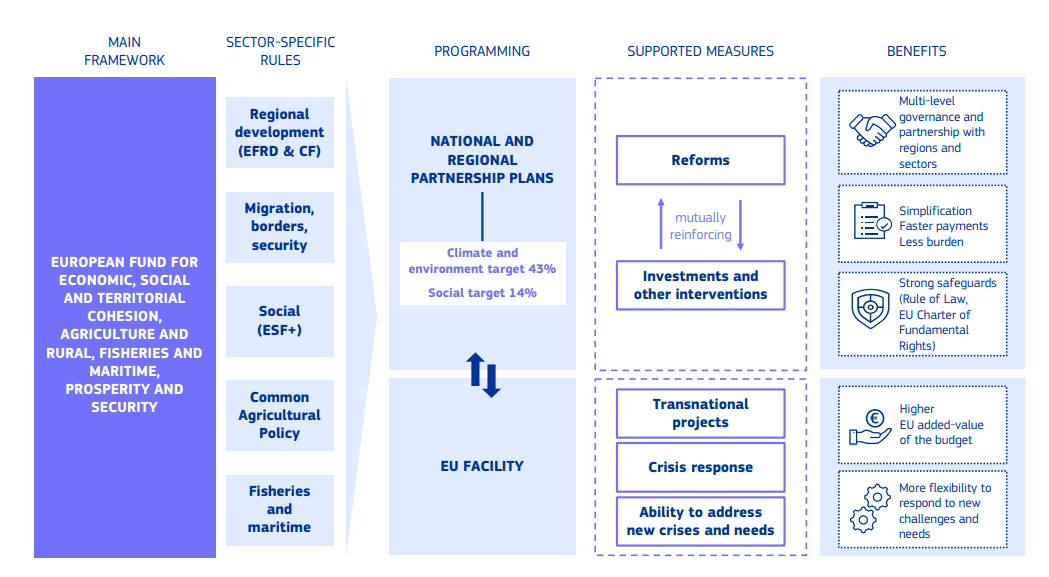 MAIN
FRAMEWORK
SECTOR-SPECIFIC
RULES
PROGRAMMING
SUPPORTED MEASURES
BENEFITS
EUROPEAN FUND FOR
ECONOMIC, SOCIAL
AND TERRITORIAL
COHESION,
AGRICULTURE AND
RURAL, FISHERIES AND
MARITIME,
PROSPERITY AND
SECURITY
Regional
development
(EFRD & CF)
Migration,
borders,
security
Social
(ESF+)
Common
Agricultural
Policy
Fisheries
and
maritime
NATIONAL AND
REGIONAL
PARTNERSHIP PLANS
Climate and
environment target 43%
Social target 14%
EU FACILITY
Reforms
mutually
reinforcing
Investments and
other interventions
Transnational
projects
Crisis response
Ability to address
new crises and needs
Multi-level
governance and
partnership with
regions and
sectors
Simplification
Faster payments
Less burden
Strong safeguards
(Rule of Law,
EU Charter of
Fundamental
Rights)
€
Higher
EU added-value
of the budget
More flexibility to
respond to new
challenges and
needs